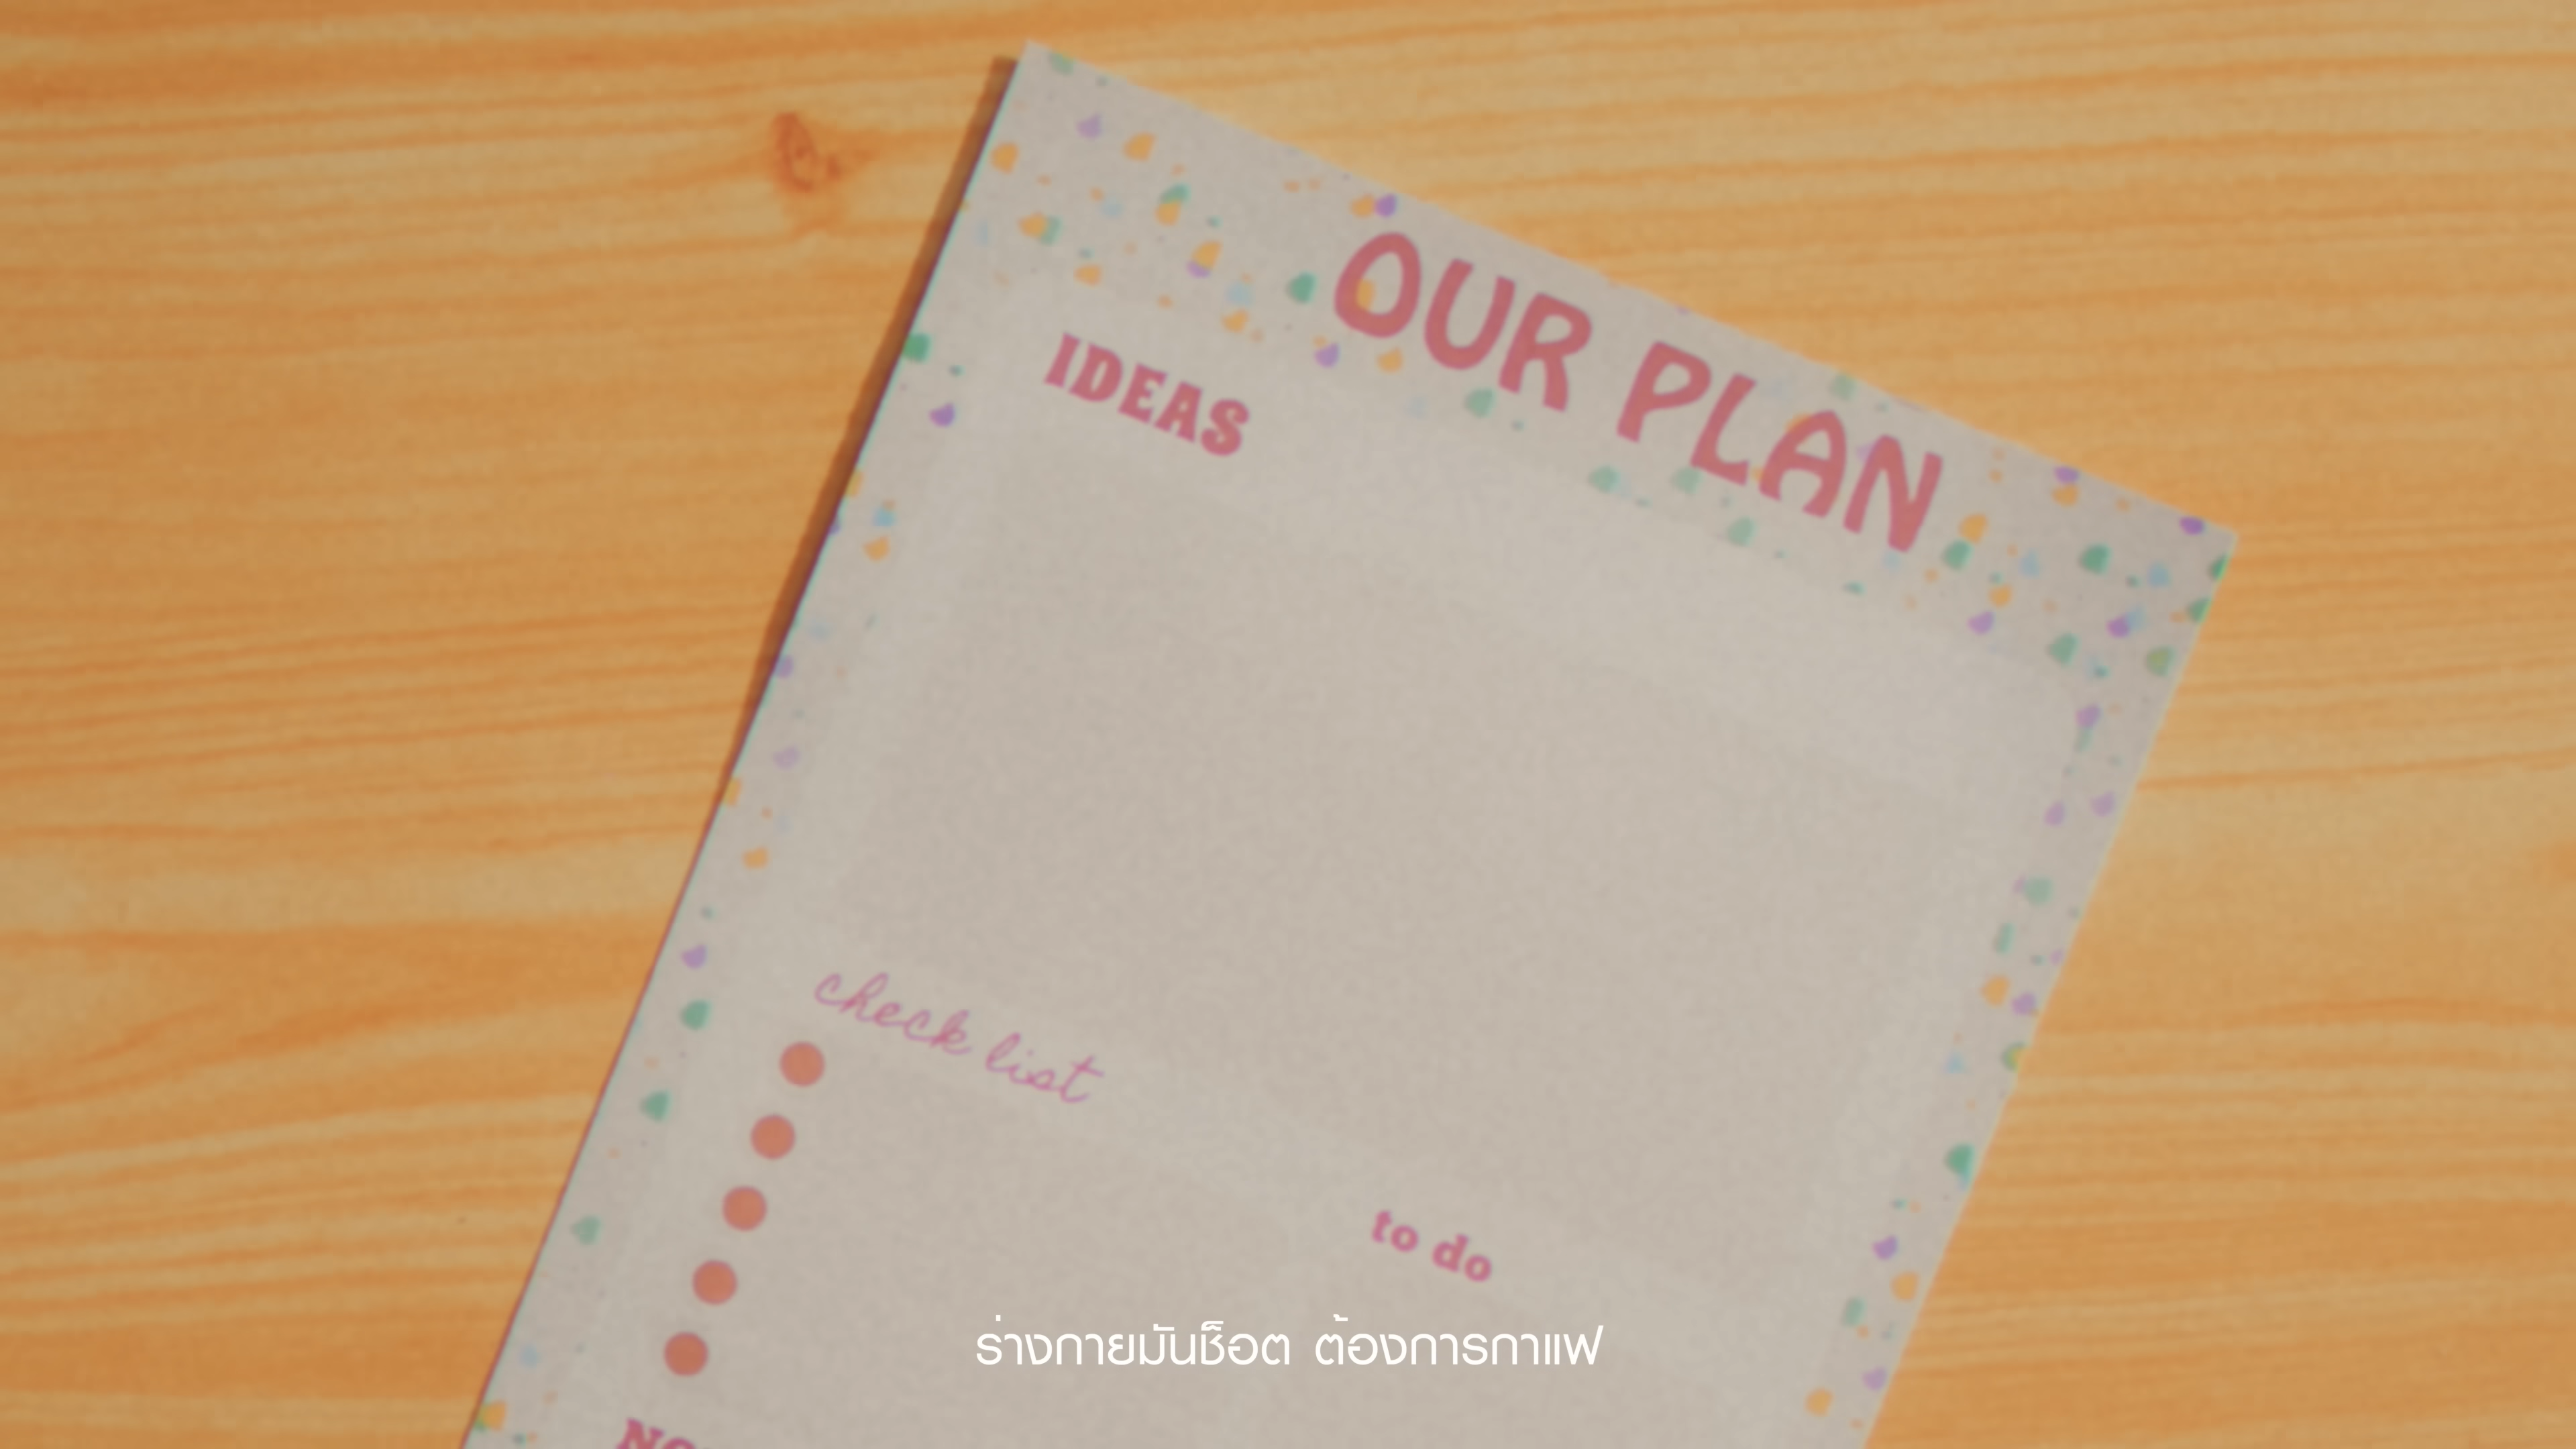 OUR PLAN
IDEAS
check list
to do
ร่างกายมันช็อต ต้องการกาแฟ